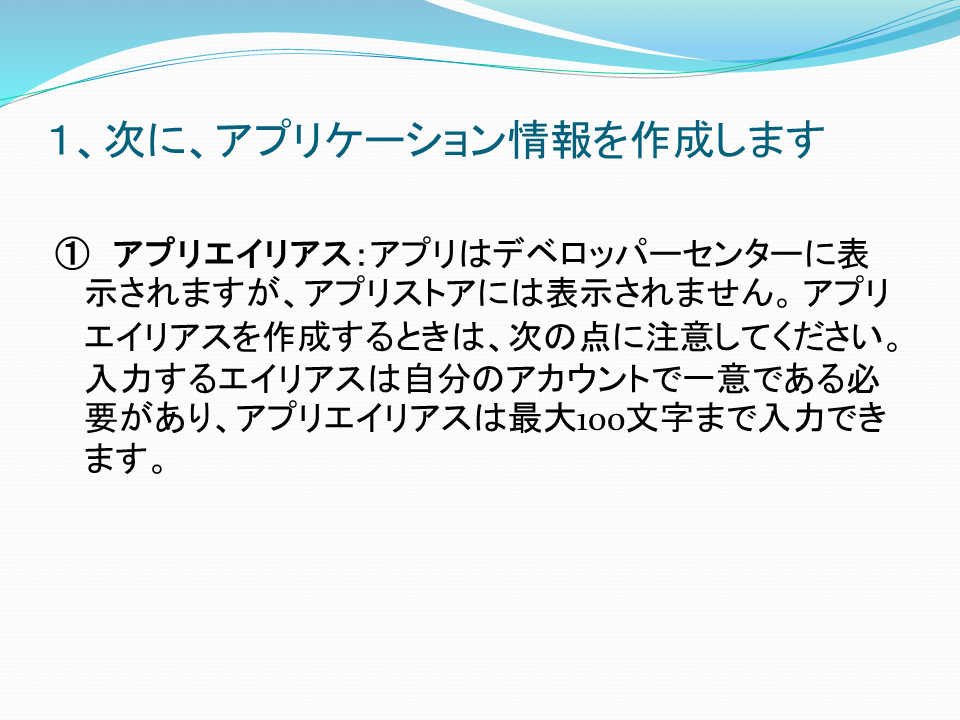 １、次に、アプリケーション情報を作成します
① アプリエイリアス：アプリはデベロッパーセンターに表
示されますが、アプリストアには表示されません。アプリ
エイリアスを作成するときは、次の点に注意してください。
入力するエイリアスは自分のアカウントで一意である必
要があり、アプリエイリアスは最大100文字まで入力でき
ます。